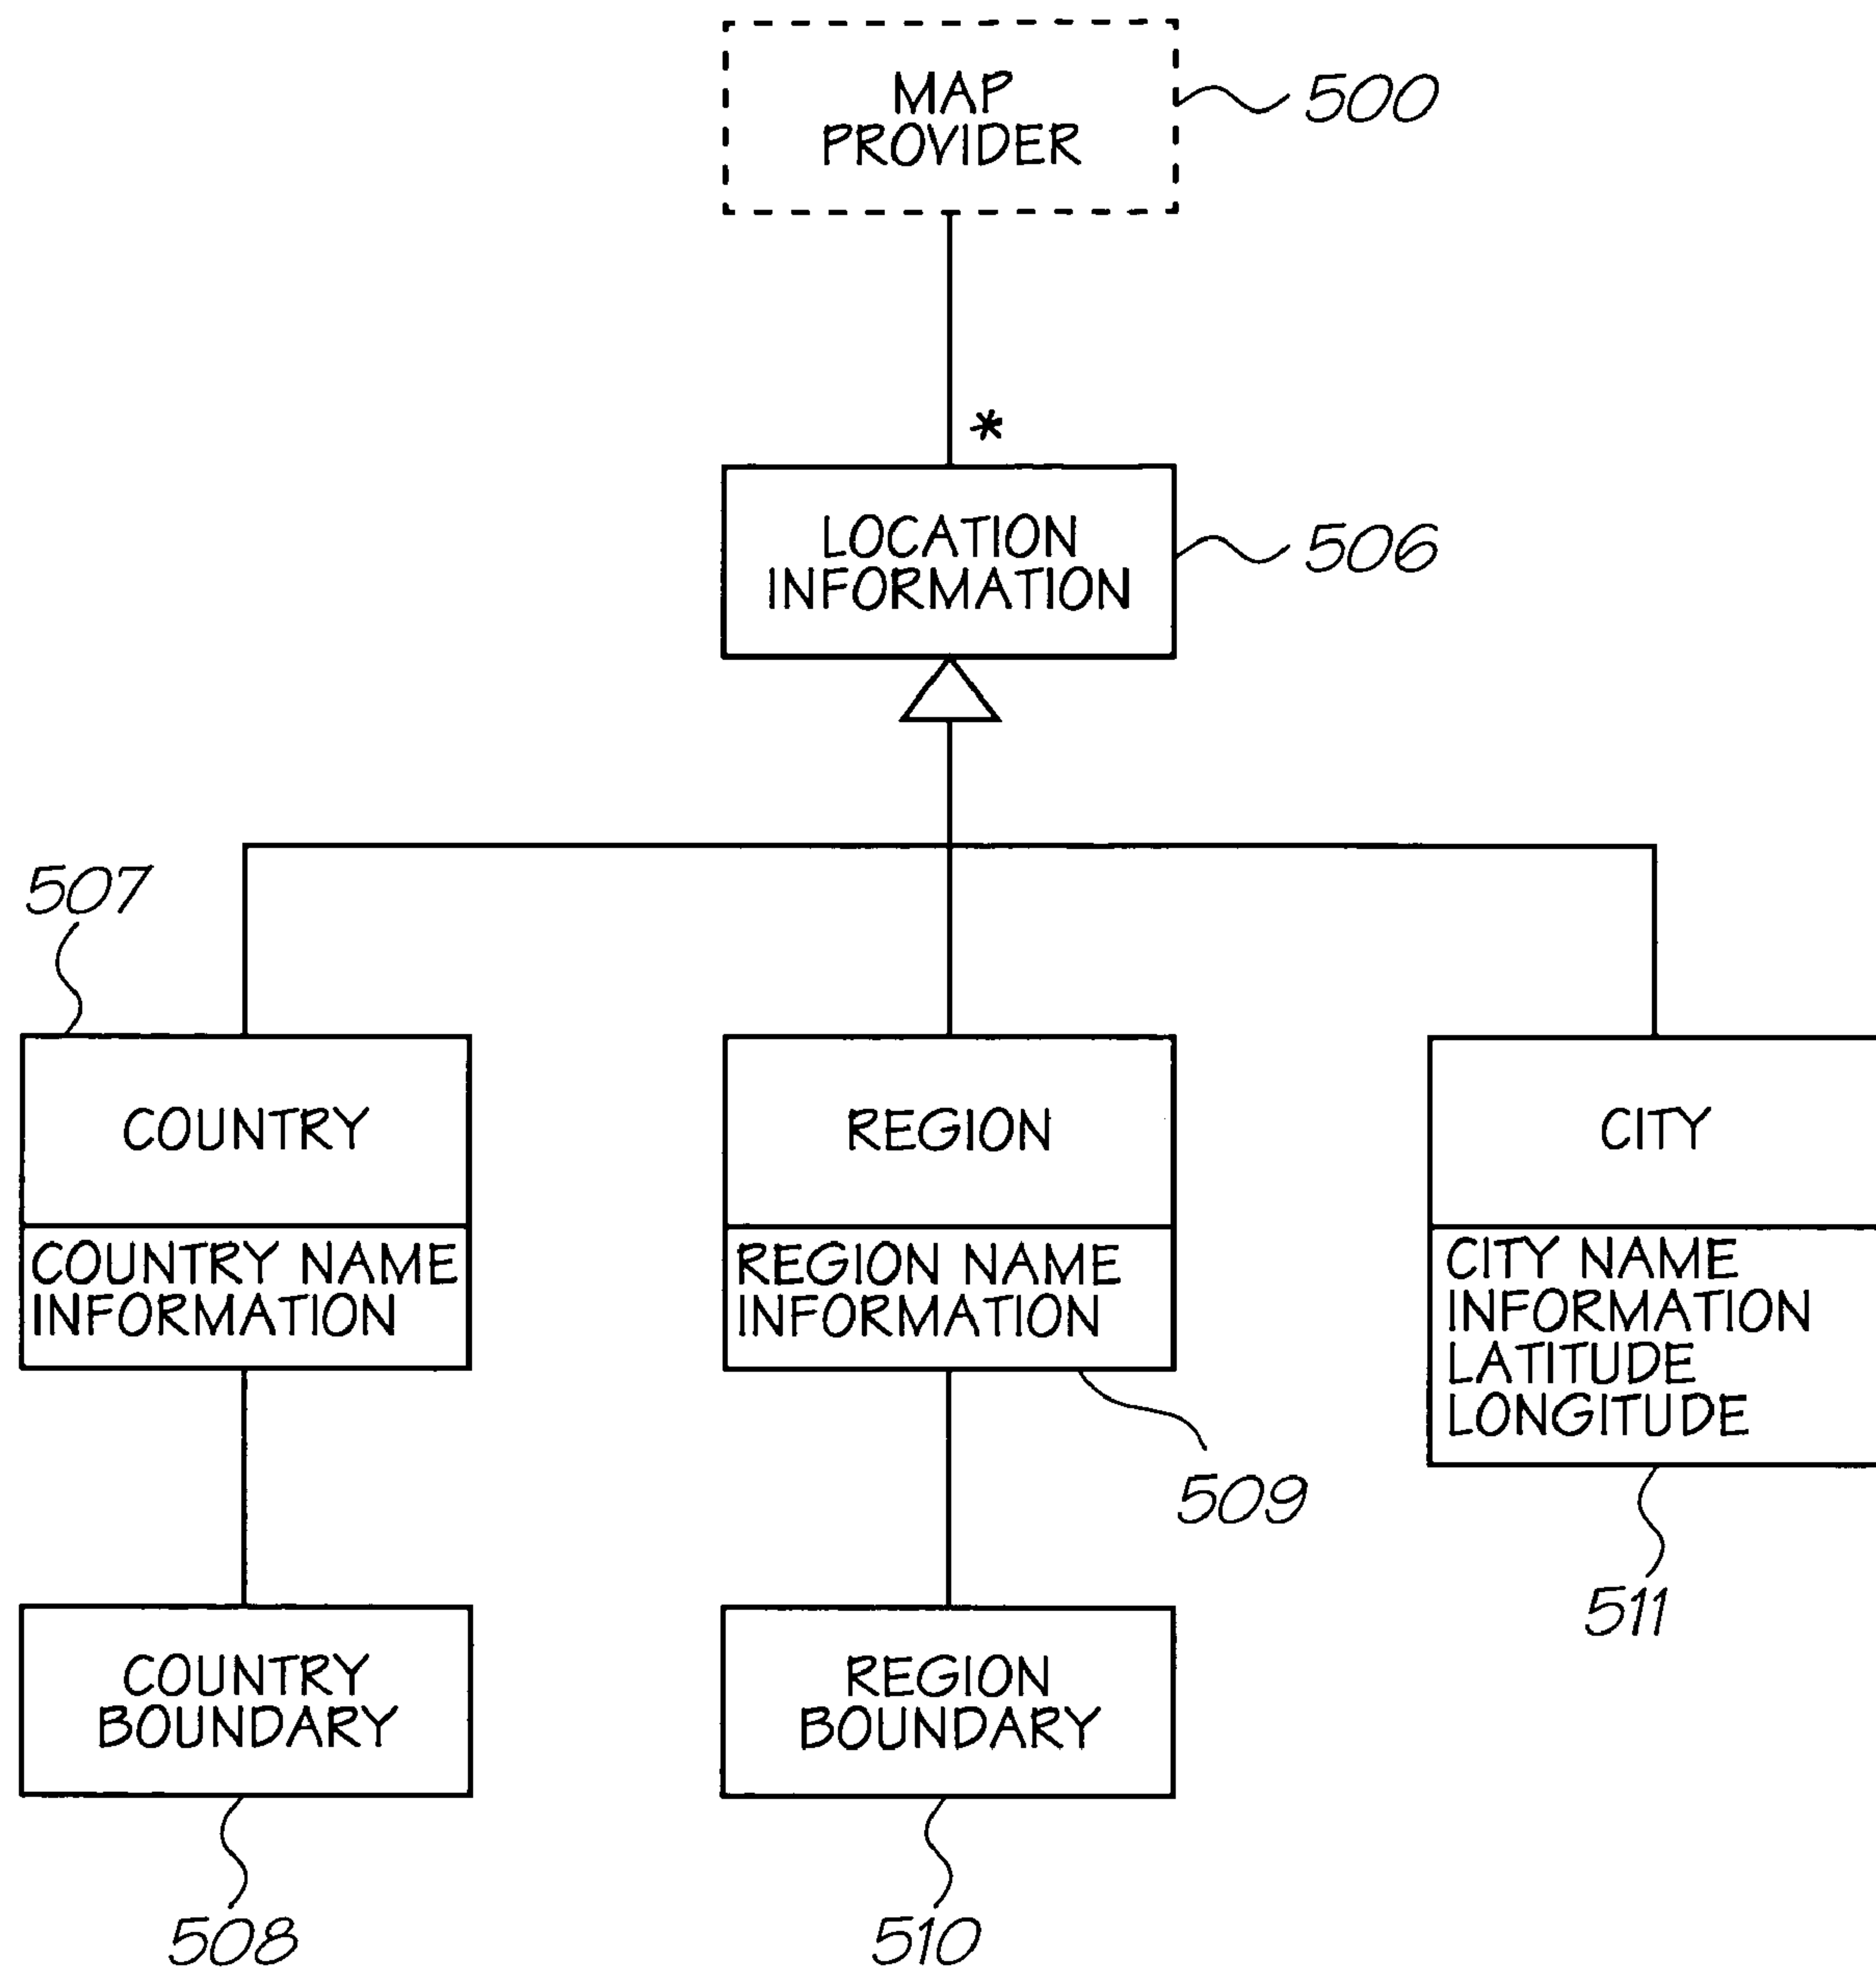 MAP
PROVIDER
500
*
LOCATION
INFORMATION
506
507
COUNTRY
COUNTRY NAME
INFORMATION
REGION
REGION NAME
INFORMATION
CITY
CITY NAME
INFORMATION
LATITUDE
LONGITUDE
509
511
COUNTRY
BOUNDARY
REGION
BOUNDARY
508
510